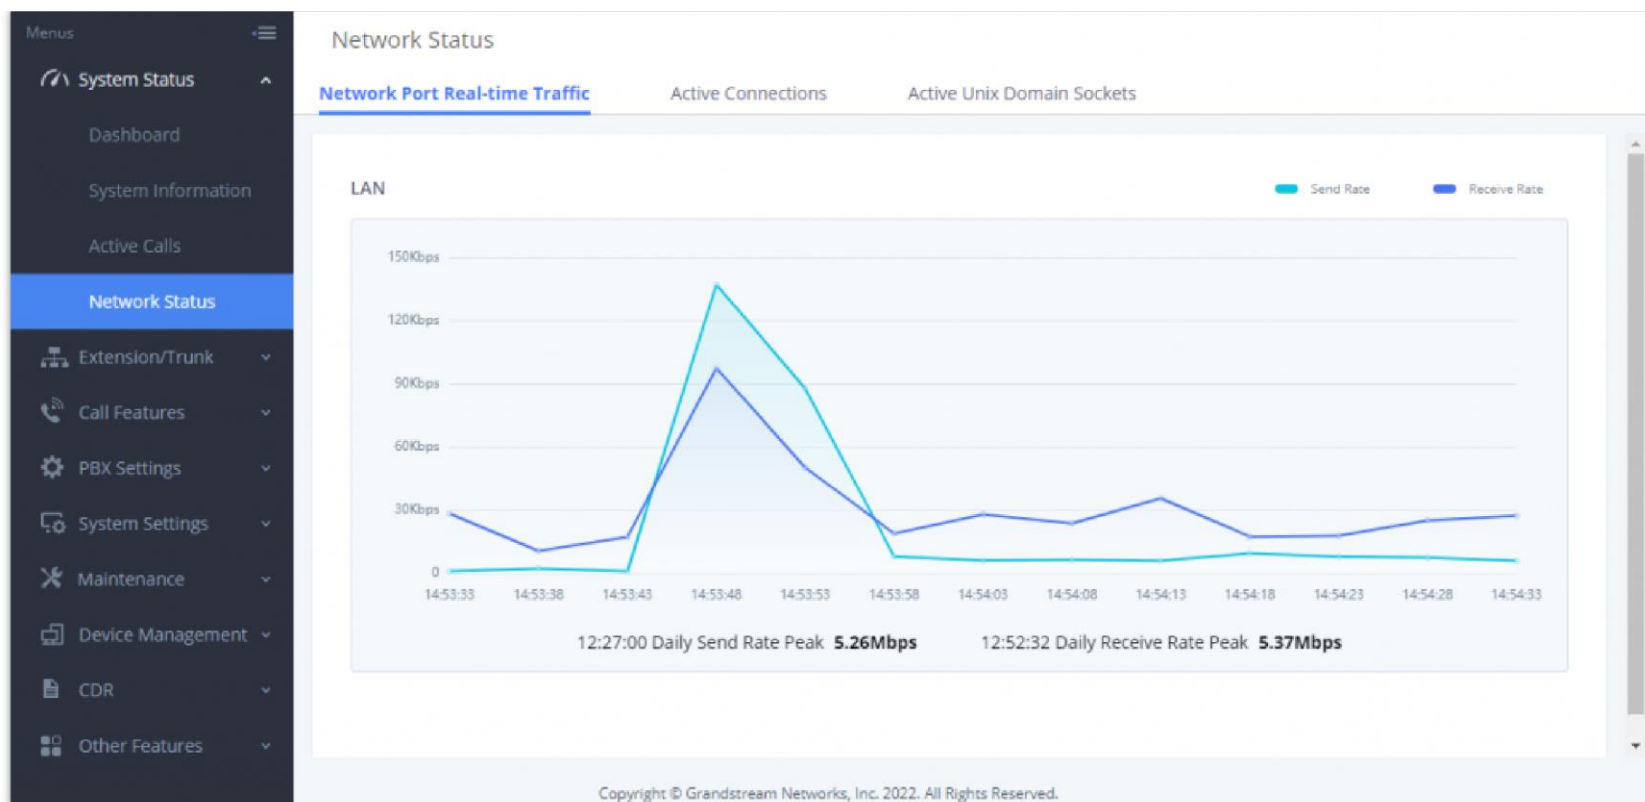 Menus
System Status
Dashboard
System Information
Active Calls
Network Status
Extension/Trunk
Call Features
PBX Settings
System Settings
Maintenance
Device Management
CDR
Other Features
Network Status
Network Port Real-time Traffic Active Connections Active Unix Domain Sockets
LAN
Send Rate Receive Rate
150Kbps
120Kbps
90Kbps
60Kbps
30Kbps
0
14:53:33 14:53:38 14:53:43 14:53:48 14:53:53 14:53:58 14:54:03 14:54:08 14:54:13 14:54:18 14:54:23 14:54:28 14:54:33
12:27:00 Daily Send Rate Peak 5.26Mbps 12:52:32 Daily Receive Rate Peak 5.37Mbps
Copyright © Grandstream Networks, Inc. 2022. All Rights Reserved.